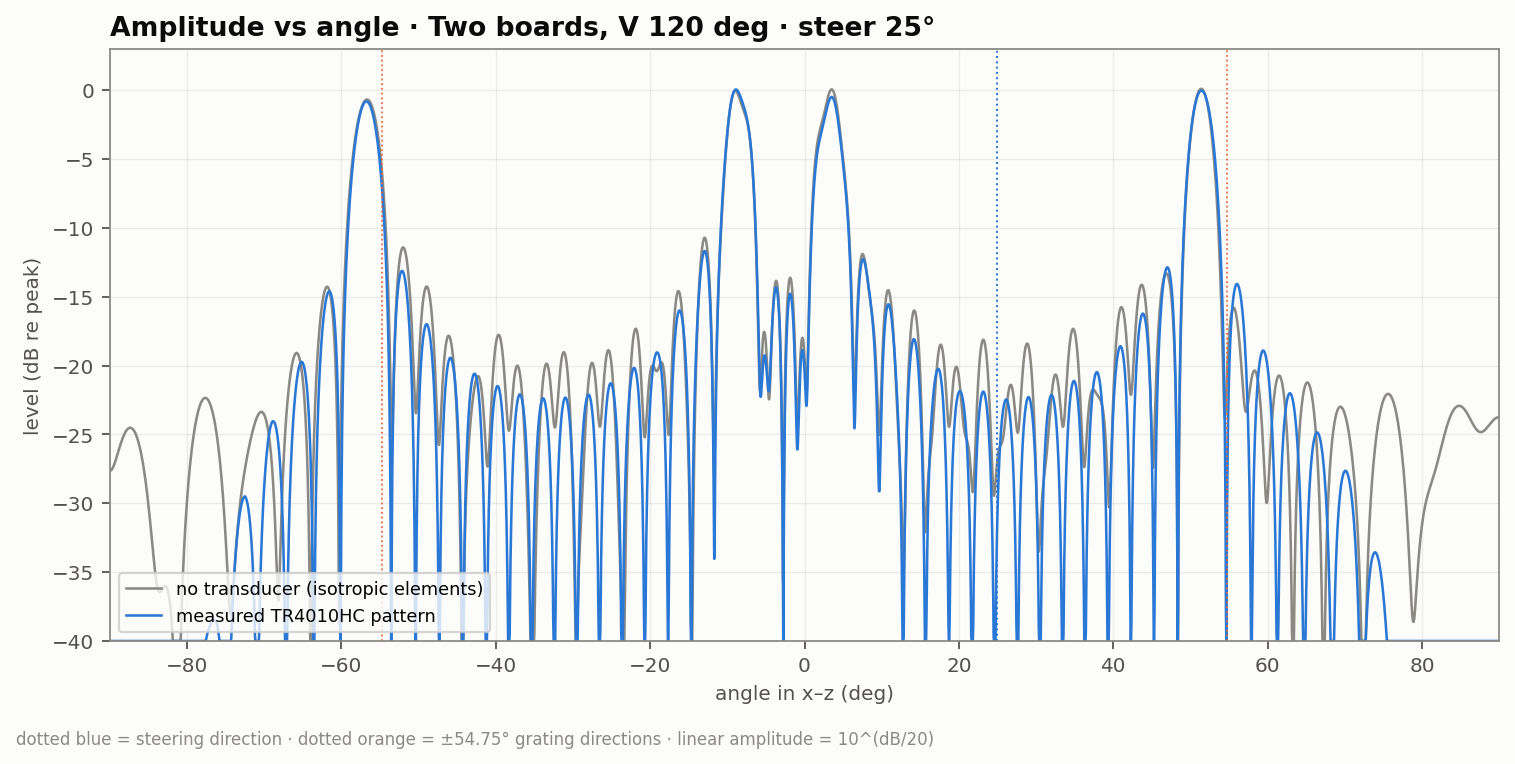 Amplitude vs angle · Two boards, V 120 deg · steer 25°
0
−5
−10
−15
−20
−25
−30
−35
−40
level (dB re peak)
no transducer (isotropic elements)
measured TR4010HC pattern
−80 −60 −40 −20 0 20 40 60 80
angle in x–z (deg)
dotted blue = steering direction · dotted orange = ±54.75° grating directions · linear amplitude = 10^(dB/20)